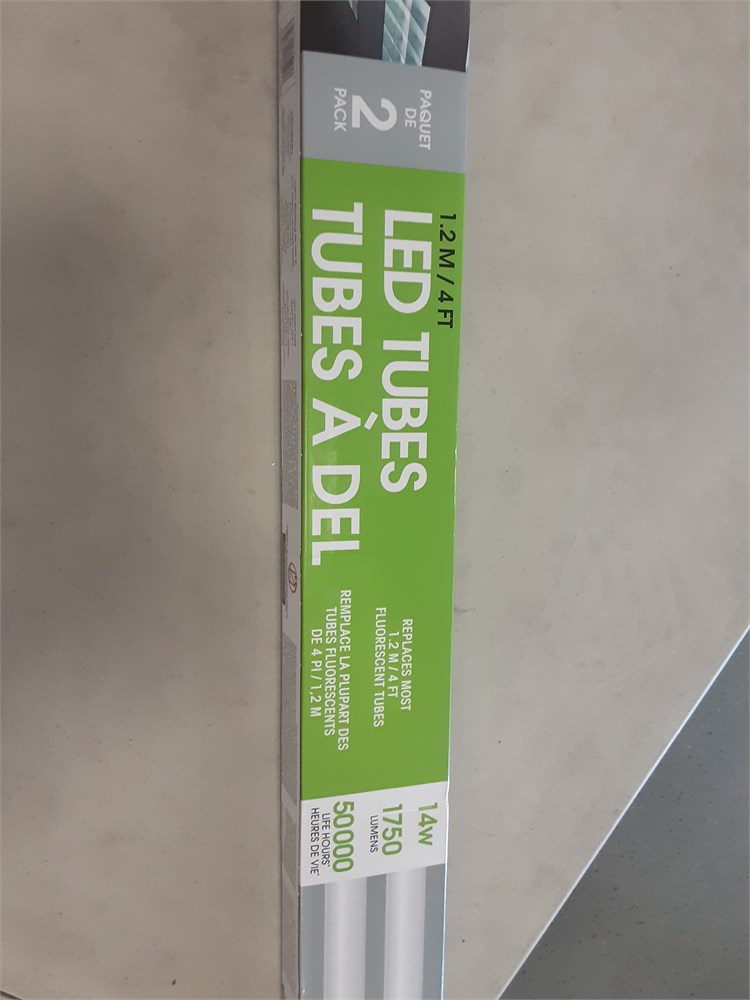 PAQUET
DE
2
PACK
1.2 M / 4 FT
LED TUBES
TUBES À DEL
REPLACES MOST
1.2 M / 4 FT
FLUORESCENT TUBES
REMPLACE LA PLUPART DES
TUBES FLUORESCENTS
DE 4 PI / 1,2 M
14W
1750
LUMENS
50000
LIFE HOURS*
HEURES DE VIE*